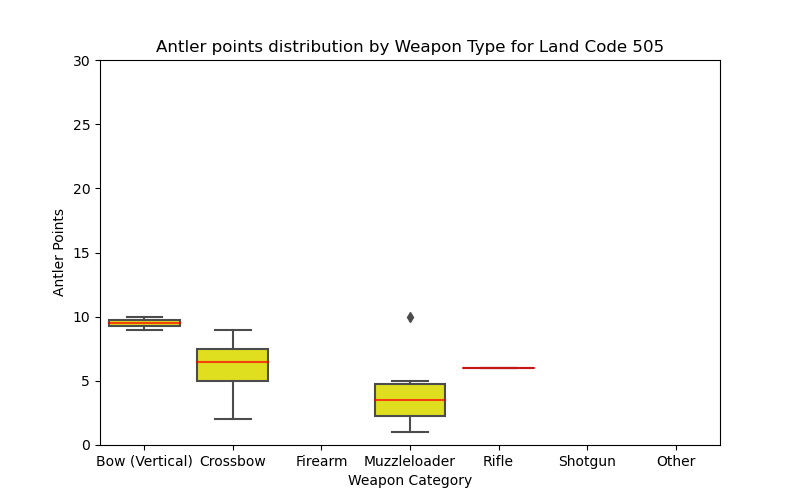 Antler points distribution by Weapon Type for Land Code 505
30
25
20
15
10
5
0
Antler Points
Bow (Vertical) Crossbow Firearm Muzzleloader Rifle Shotgun Other
Weapon Category